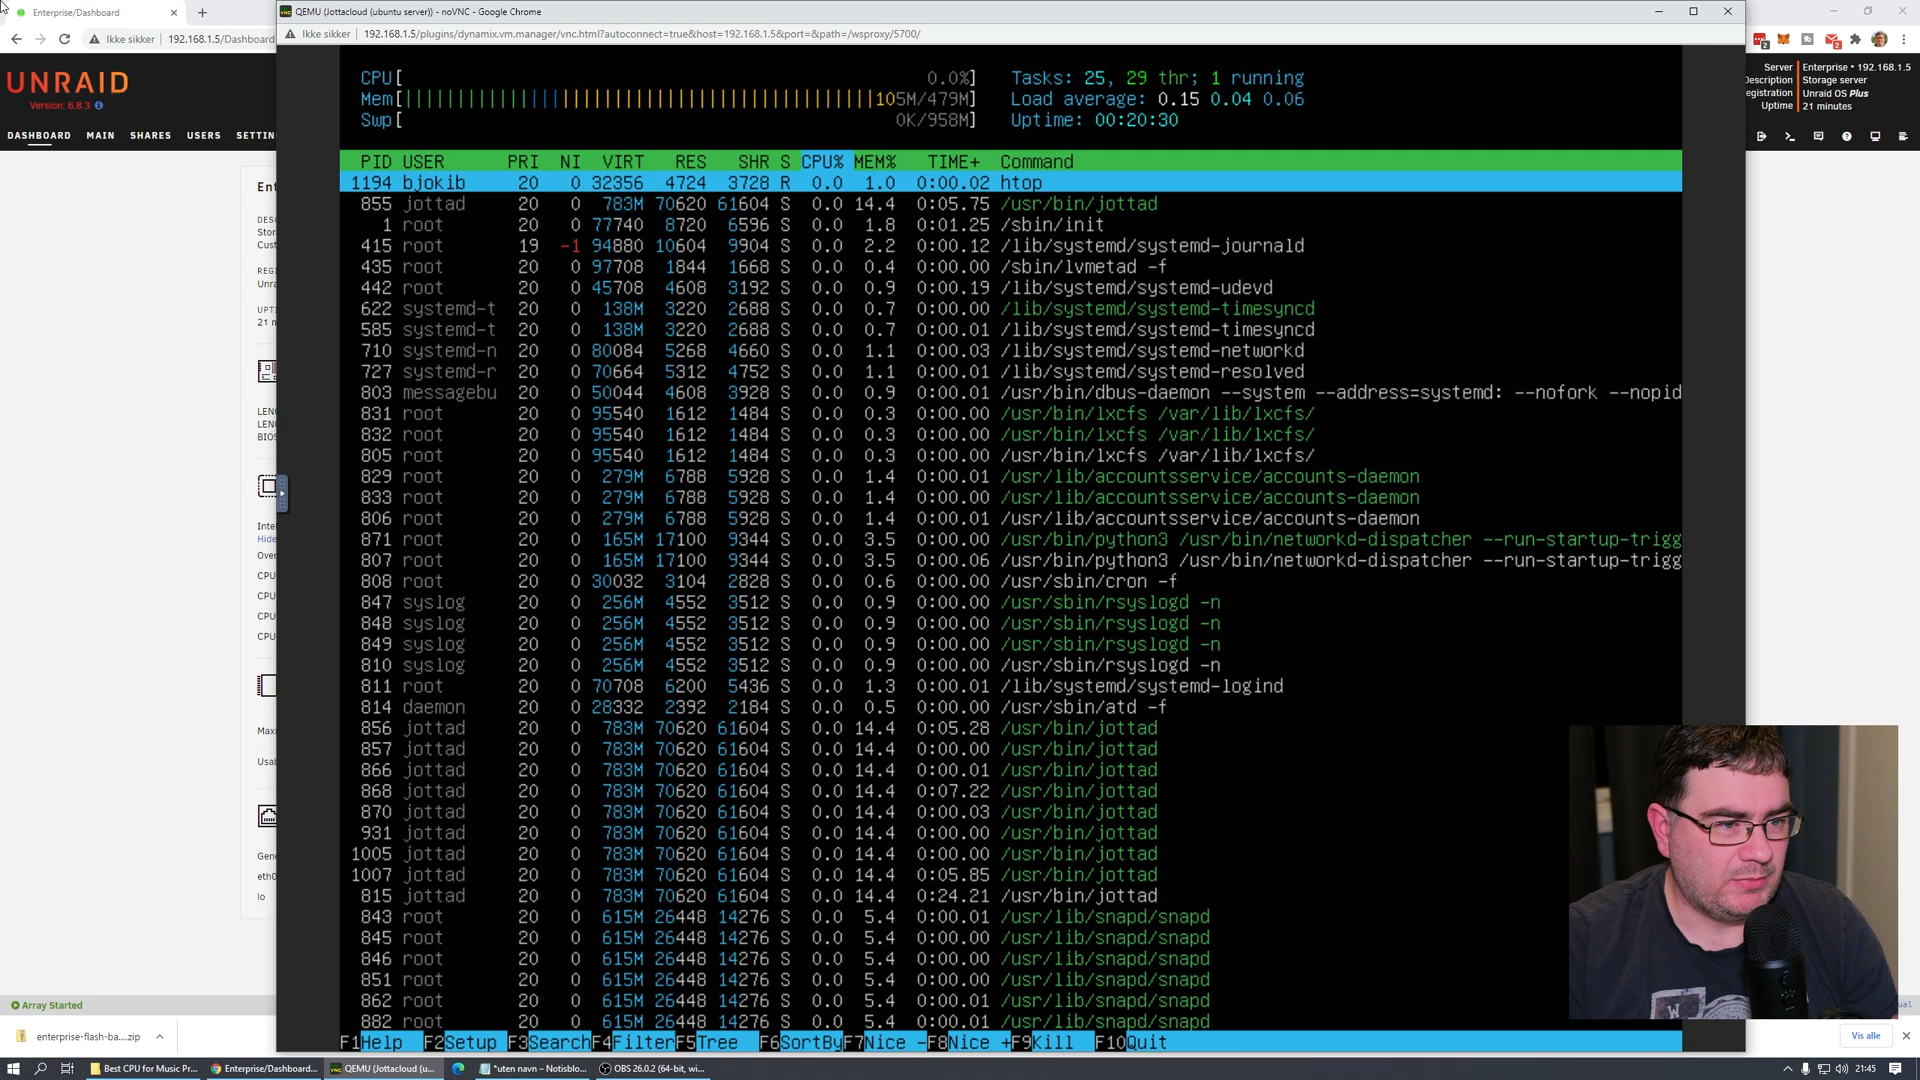 Enterprise/Dashboard
QEMU (Jottacloud (ubuntu server)) - noVNC - Google Chrome
Ikke sikker
192.168.1.5/Dashboard
Ikke sikker
192.168.1.5/plugins/dynamix.vm.manager/vnc.html?autoconnect=true&host=192.168.1.5&port=&path=/wsproxy/5700/
UNRAID
Version: 6.8.3
Server Enterprise • 192.168.1.5
Description Storage server
Registration Unraid OS Plus
Uptime 21 minutes
DASHBOARD MAIN SHARES USERS SETTIN
CPU[ 0.0%] Tasks: 25, 29 thr; 1 running
Mem[ 105M/479M] Load average: 0.15 0.04 0.06
Swp[ 0K/958M] Uptime: 00:20:30
PID USER PRI NI VIRT RES SHR S CPU% MEM% TIME+ Command
1194 bjokib 20 0 32356 4724 3728 R 0.0 1.0 0:00.02 htop
855 jottad 20 0 783M 70620 61604 S 0.0 14.4 0:05.75 /usr/bin/jottad
1 root 20 0 77740 8720 6596 S 0.0 1.8 0:01.25 /sbin/init
415 root 19 -1 94880 10604 9904 S 0.0 2.2 0:00.12 /lib/systemd/systemd-journald
435 root 20 0 97708 1844 1668 S 0.0 0.4 0:00.00 /sbin/lvmetad -f
442 root 20 0 45708 4608 3192 S 0.0 0.9 0:00.19 /lib/systemd/systemd-udevd
622 systemd-t 20 0 138M 3220 2688 S 0.0 0.7 0:00.00 /lib/systemd/systemd-timesyncd
585 systemd-t 20 0 138M 3220 2688 S 0.0 0.7 0:00.01 /lib/systemd/systemd-timesyncd
710 systemd-n 20 0 80084 5268 4660 S 0.0 1.1 0:00.03 /lib/systemd/systemd-networkd
727 systemd-r 20 0 70664 5312 4752 S 0.0 1.1 0:00.01 /lib/systemd/systemd-resolved
803 messagebu 20 0 50044 4608 3928 S 0.0 0.9 0:00.01 /usr/bin/dbus-daemon --system --address=systemd: --nofork --nopid
831 root 20 0 95540 1612 1484 S 0.0 0.3 0:00.00 /usr/bin/lxcfs /var/lib/lxcfs/
832 root 20 0 95540 1612 1484 S 0.0 0.3 0:00.00 /usr/bin/lxcfs /var/lib/lxcfs/
805 root 20 0 95540 1612 1484 S 0.0 0.3 0:00.00 /usr/bin/lxcfs /var/lib/lxcfs/
829 root 20 0 279M 6788 5928 S 0.0 1.4 0:00.01 /usr/lib/accountsservice/accounts-daemon
833 root 20 0 279M 6788 5928 S 0.0 1.4 0:00.00 /usr/lib/accountsservice/accounts-daemon
806 root 20 0 279M 6788 5928 S 0.0 1.4 0:00.01 /usr/lib/accountsservice/accounts-daemon
871 root 20 0 165M 17100 9344 S 0.0 3.5 0:00.00 /usr/bin/python3 /usr/bin/networkd-dispatcher --run-startup-trigg
807 root 20 0 165M 17100 9344 S 0.0 3.5 0:00.06 /usr/bin/python3 /usr/bin/networkd-dispatcher --run-startup-trigg
808 root 20 0 30032 3104 2828 S 0.0 0.6 0:00.00 /usr/sbin/cron -f
847 syslog 20 0 256M 4552 3512 S 0.0 0.9 0:00.00 /usr/sbin/rsyslogd -n
848 syslog 20 0 256M 4552 3512 S 0.0 0.9 0:00.00 /usr/sbin/rsyslogd -n
849 syslog 20 0 256M 4552 3512 S 0.0 0.9 0:00.00 /usr/sbin/rsyslogd -n
810 syslog 20 0 256M 4552 3512 S 0.0 0.9 0:00.00 /usr/sbin/rsyslogd -n
811 root 20 0 70708 6200 5436 S 0.0 1.3 0:00.01 /lib/systemd/systemd-logind
814 daemon 20 0 28332 2392 2184 S 0.0 0.5 0:00.00 /usr/sbin/atd -f
856 jottad 20 0 783M 70620 61604 S 0.0 14.4 0:05.28 /usr/bin/jottad
857 jottad 20 0 783M 70620 61604 S 0.0 14.4 0:00.00 /usr/bin/jottad
866 jottad 20 0 783M 70620 61604 S 0.0 14.4 0:00.01 /usr/bin/jottad
868 jottad 20 0 783M 70620 61604 S 0.0 14.4 0:07.22 /usr/bin/jottad
870 jottad 20 0 783M 70620 61604 S 0.0 14.4 0:00.03 /usr/bin/jottad
931 jottad 20 0 783M 70620 61604 S 0.0 14.4 0:00.00 /usr/bin/jottad
1005 jottad 20 0 783M 70620 61604 S 0.0 14.4 0:00.00 /usr/bin/jottad
1007 jottad 20 0 783M 70620 61604 S 0.0 14.4 0:05.85 /usr/bin/jottad
815 jottad 20 0 783M 70620 61604 S 0.0 14.4 0:24.21 /usr/bin/jottad
843 root 20 0 615M 26448 14276 S 0.0 5.4 0:00.01 /usr/lib/snapd/snapd
845 root 20 0 615M 26448 14276 S 0.0 5.4 0:00.00 /usr/lib/snapd/snapd
846 root 20 0 615M 26448 14276 S 0.0 5.4 0:00.00 /usr/lib/snapd/snapd
851 root 20 0 615M 26448 14276 S 0.0 5.4 0:00.00 /usr/lib/snapd/snapd
862 root 20 0 615M 26448 14276 S 0.0 5.4 0:00.01 /usr/lib/snapd/snapd
882 root 20 0 615M 26448 14276 S 0.0 5.4 0:00.01 /usr/lib/snapd/snapd
F1Help F2Setup F3SearchF4FilterF5Tree F6SortByF7Nice -F8Nice +F9Kill F10Quit
Ent
DES
Stor
Cust
REGI
Unra
UPTI
21 m
LENO
LENO
BIOS
Intel
Hide
Over
CPU
CPU
CPU
CPU
Maxi
Usab
Gene
eth0
lo
Array Started
ual
enterprise-flash-ba....zip
Vis alle
Best CPU for Music Pr...
Enterprise/Dashboard...
QEMU (Jottacloud (u...
*uten navn – Notisblo...
OBS 26.0.2 (64-bit, wi...
21:45